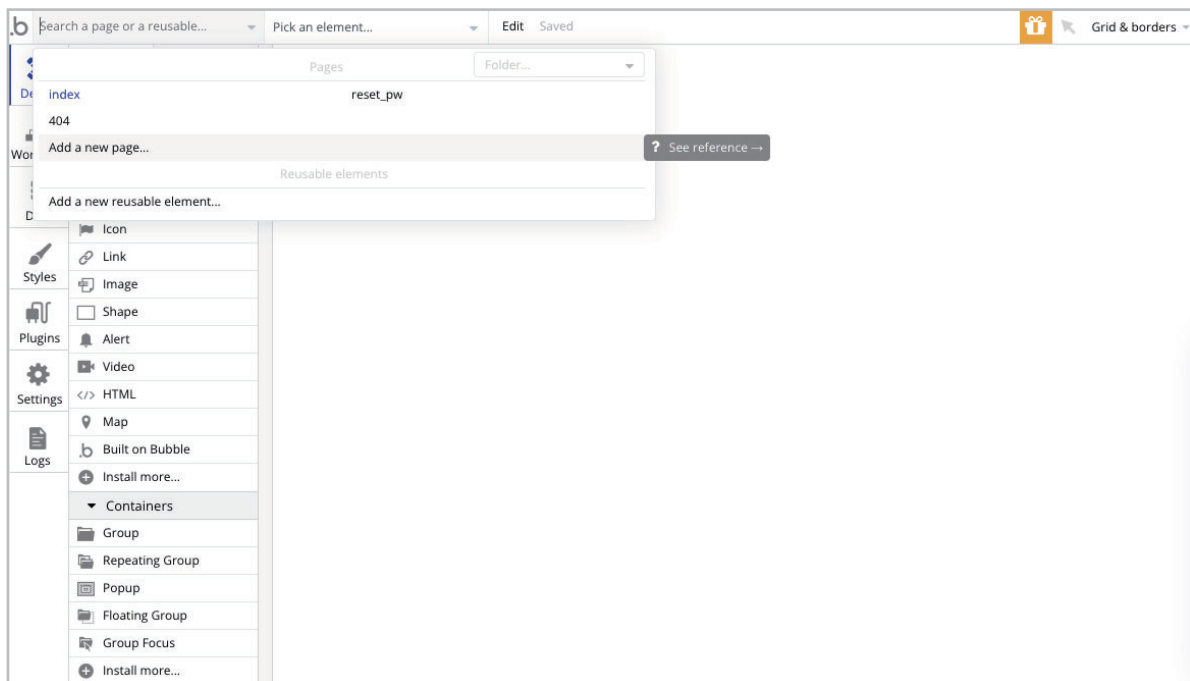 .b Search a page or a reusable... Pick an element... Edit Saved Grid & borders
Pages Folder...
index reset_pw
404
Add a new page... ? See reference →
Reusable elements
Add a new reusable element...
De
Wor
D
Styles
Plugins
Settings
Logs
Icon
Link
Image
Shape
Alert
Video
</> HTML
Map
.b Built on Bubble
Install more...
Containers
Group
Repeating Group
Popup
Floating Group
Group Focus
Install more...